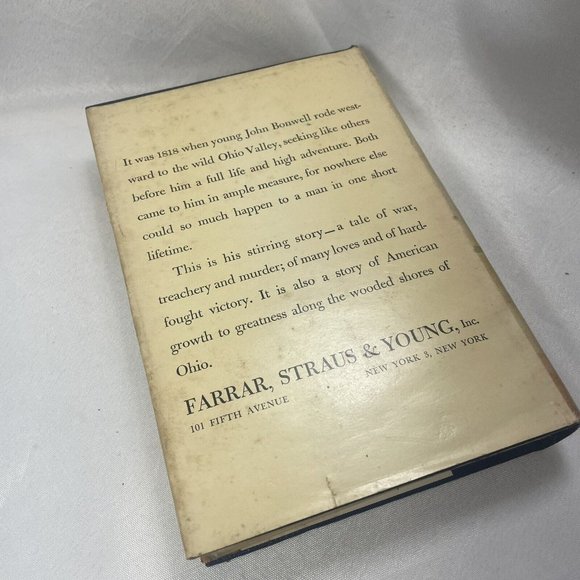 It was 1818 when young John Bonwell rode west-
ward to the wild Ohio Valley, seeking like others
before him a full life and high adventure. Both
came to him in ample measure, for nowhere else
could so much happen to a man in one short
lifetime.
This is his stirring story—a tale of war,
treachery and murder; of many loves and of hard-
fought victory. It is also a story of American
growth to greatness along the wooded shores of
Ohio.
FARRAR, STRAUS & YOUNG, Inc.
101 FIFTH AVENUE NEW YORK 3, NEW YORK